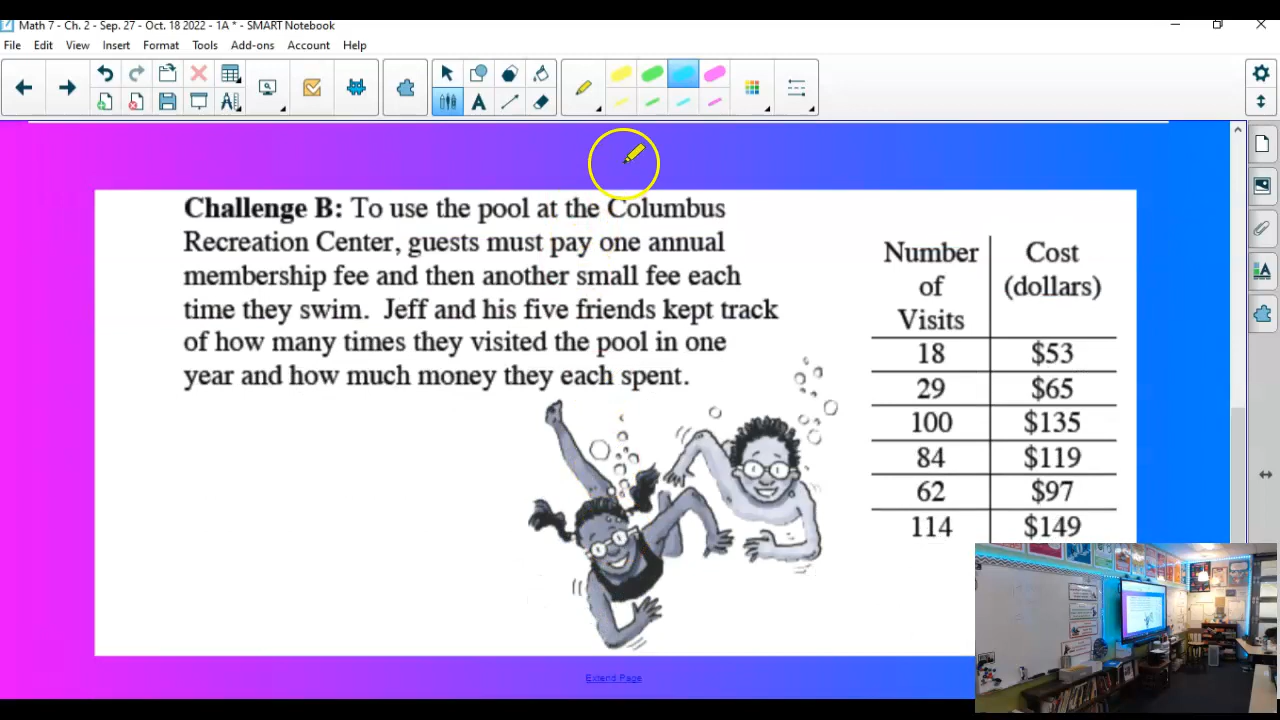 Math 7 - Ch. 2 - Sep. 27 - Oct. 18 2022 - 1A * - SMART Notebook
File Edit View Insert Format Tools Add-ons Account Help
Challenge B: To use the pool at the Columbus
Recreation Center, guests must pay one annual
membership fee and then another small fee each
time they swim. Jeff and his five friends kept track
of how many times they visited the pool in one
year and how much money they each spent.
Number of Visits Cost (dollars)
18 $53
29 $65
100 $135
84 $119
62 $97
114 $149
Extend Page